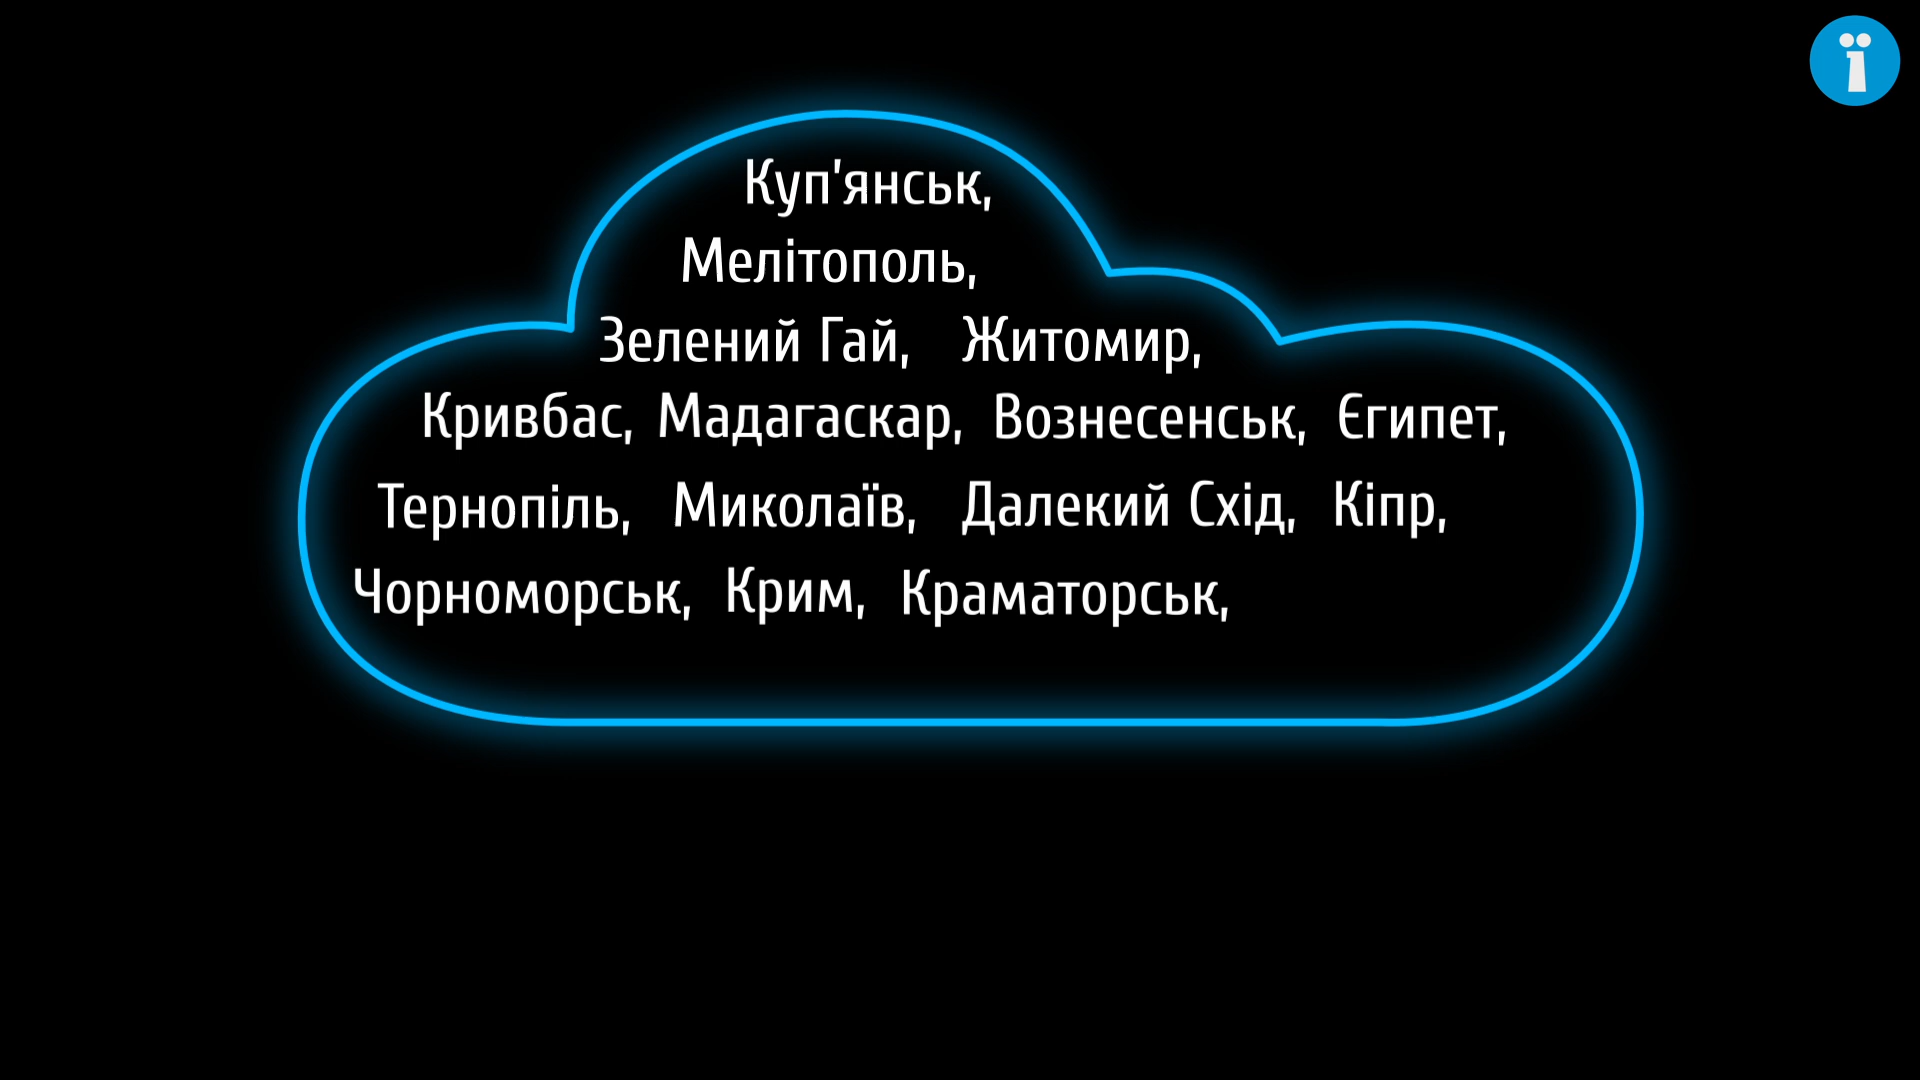 ї
Куп'янськ,
Мелітополь,
Зелений Гай, Житомир,
Кривбас, Мадагаскар, Вознесенськ, Єгипет,
Тернопіль, Миколаїв, Далекий Схід, Кіпр,
Чорноморськ, Крим, Краматорськ,